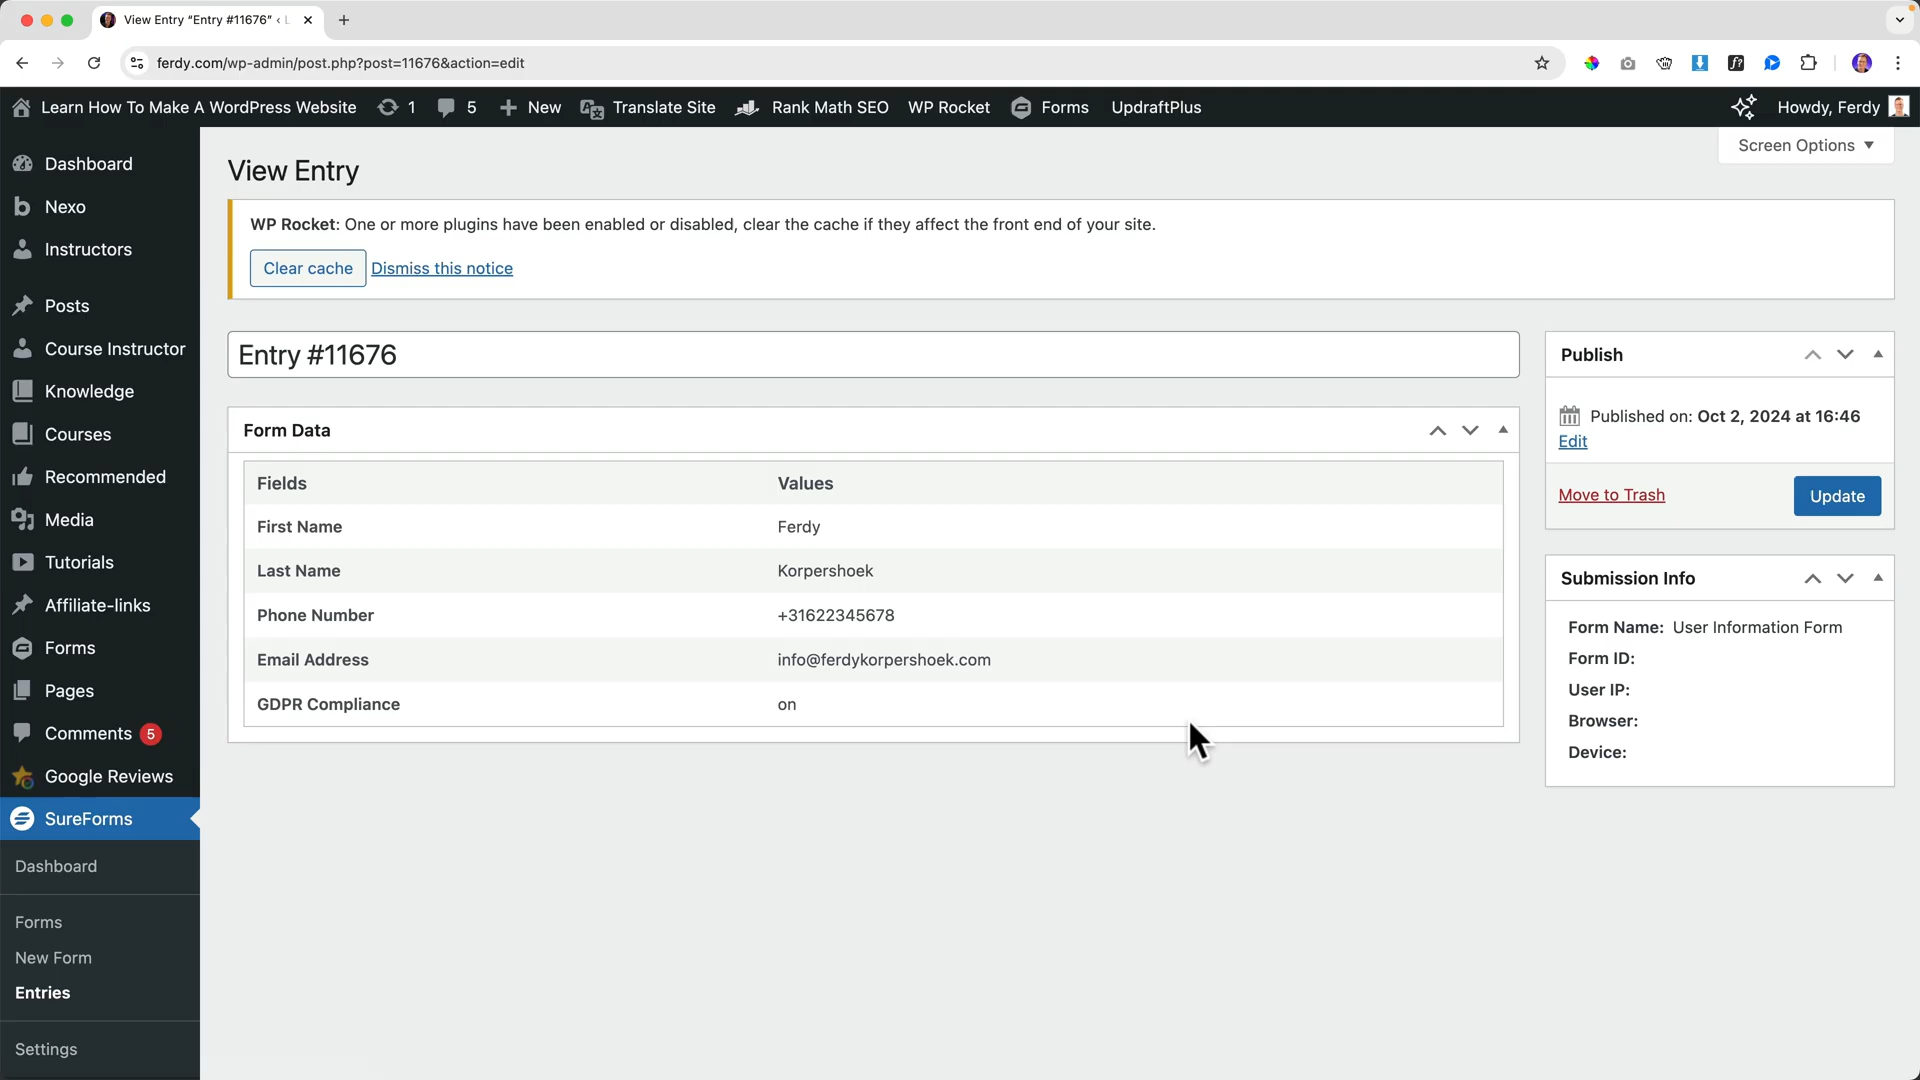 View Entry “Entry #11676” ‹ L
ferdy.com/wp-admin/post.php?post=11676&action=edit
Learn How To Make A WordPress Website 1 5 New Translate Site Rank Math SEO WP Rocket Forms UpdraftPlus Howdy, Ferdy
Screen Options
Dashboard
Nexo
Instructors
Posts
Course Instructor
Knowledge
Courses
Recommended
Media
Tutorials
Affiliate-links
Forms
Pages
Comments 5
Google Reviews
SureForms
Dashboard
Forms
New Form
Entries
Settings
View Entry
WP Rocket: One or more plugins have been enabled or disabled, clear the cache if they affect the front end of your site.
Clear cache Dismiss this notice
Entry #11676
Form Data
Fields Values
First Name Ferdy
Last Name Korpershoek
Phone Number +31622345678
Email Address info@ferdykorpershoek.com
GDPR Compliance on
Publish
Published on: Oct 2, 2024 at 16:46
Edit
Move to Trash Update
Submission Info
Form Name: User Information Form
Form ID:
User IP:
Browser:
Device: